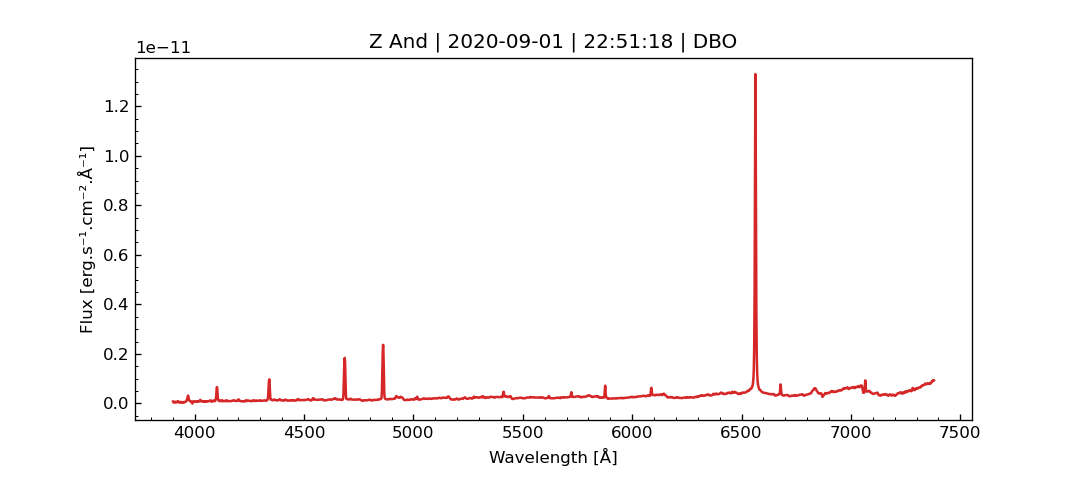 Z And | 2020-09-01 | 22:51:18 | DBO
1e−11
1.2
1.0
0.8
0.6
0.4
0.2
0.0
Flux [erg.s⁻¹.cm⁻².Å⁻¹]
4000 4500 5000 5500 6000 6500 7000 7500
Wavelength [Å]